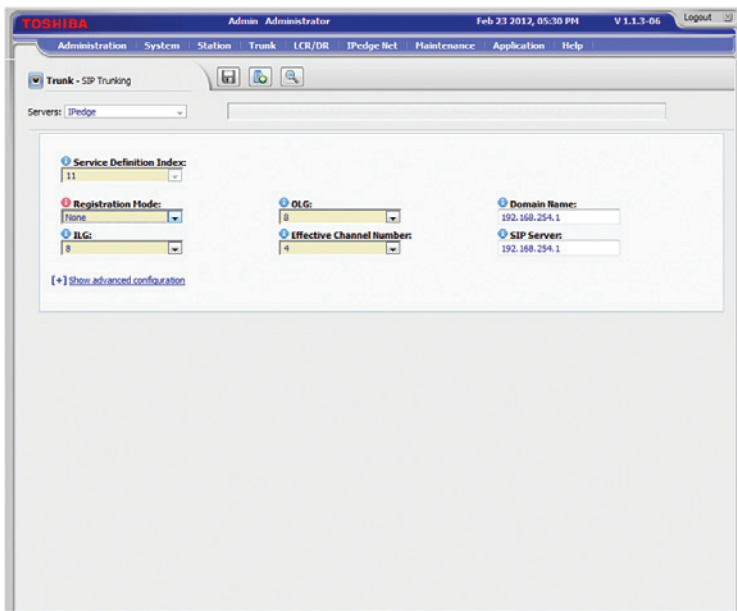 TOSHIBA Admin Administrator Feb 23 2012, 05:30 PM V 1.1.3-06 Logout
Administration System Station Trunk LCR/DR IPedge Net Maintenance Application Help
Trunk - SIP Trunking
Servers: IPedge
Service Definition Index:
11
Registration Mode: OLG: Domain Name:
None 8 192.168.254.1
ILG: Effective Channel Number: SIP Server:
8 4 192.168.254.1
[+] Show advanced configuration